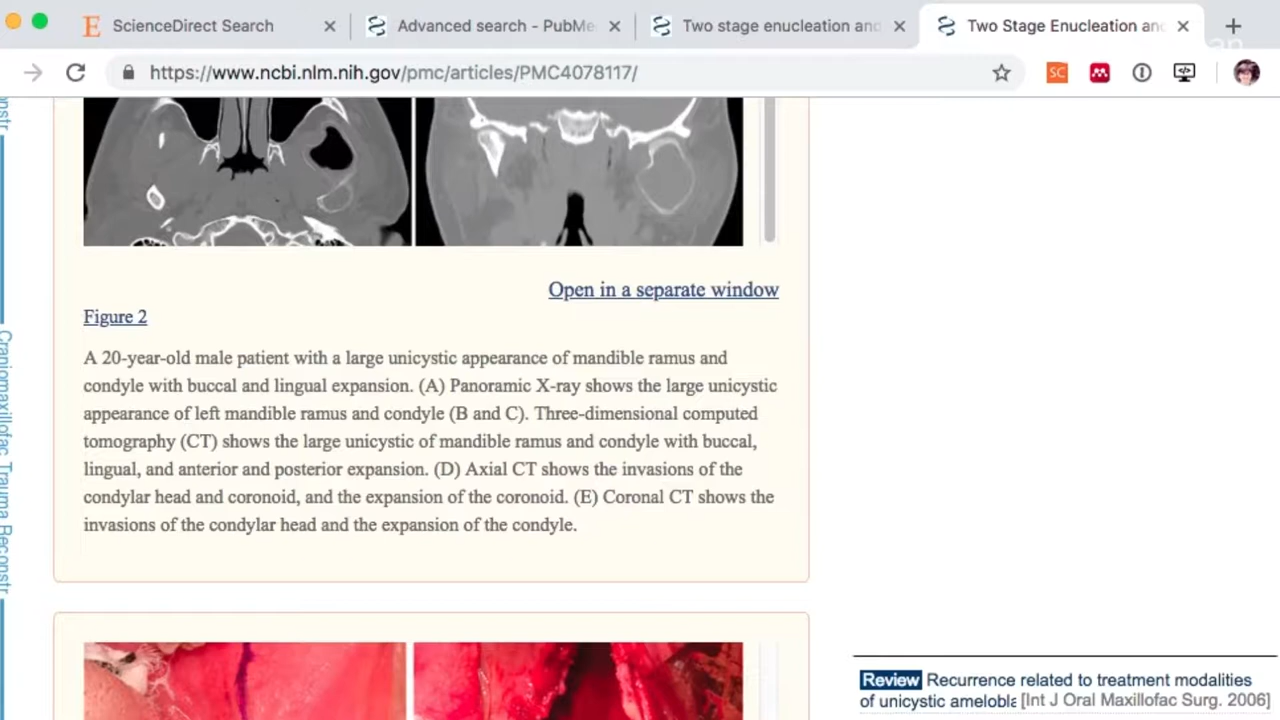 ScienceDirect Search
Advanced search - PubMe
Two stage enucleation and
Two Stage Enucleation and
https://www.ncbi.nlm.nih.gov/pmc/articles/PMC4078117/
SC
Open in a separate window
Figure 2
A 20-year-old male patient with a large unicystic appearance of mandible ramus and
condyle with buccal and lingual expansion. (A) Panoramic X-ray shows the large unicystic
appearance of left mandible ramus and condyle (B and C). Three-dimensional computed
tomography (CT) shows the large unicystic of mandible ramus and condyle with buccal,
lingual, and anterior and posterior expansion. (D) Axial CT shows the invasions of the
condylar head and coronoid, and the expansion of the coronoid. (E) Coronal CT shows the
invasions of the condylar head and the expansion of the condyle.
onstr
Craniomaxillofac Trauma Reconstr
Review Recurrence related to treatment modalities
of unicystic amelobla [Int J Oral Maxillofac Surg. 2006]